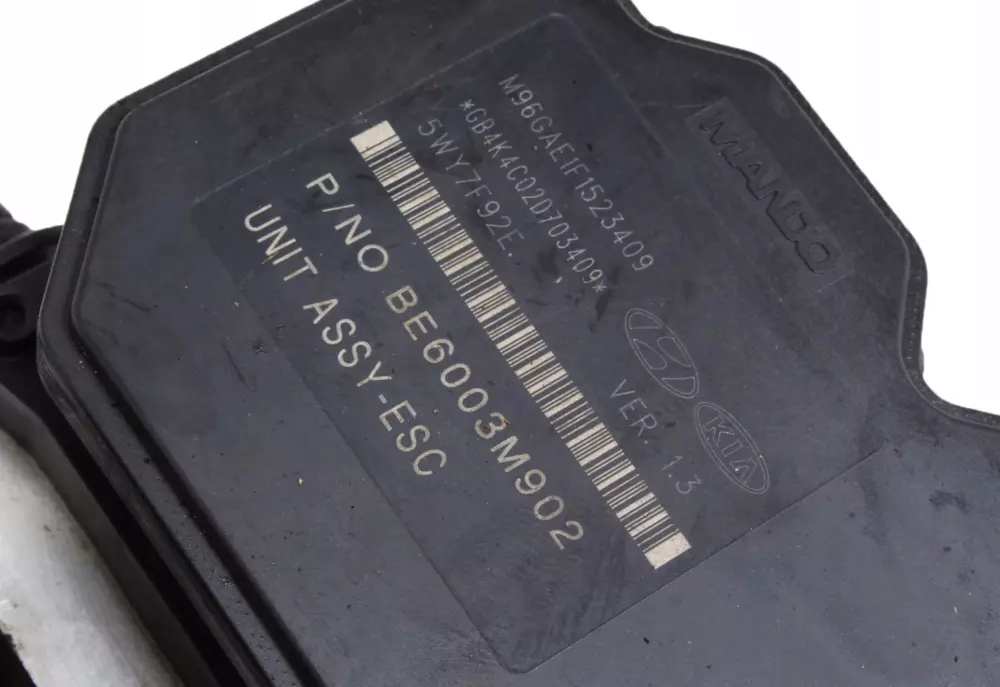 MANDO
M96GAE1F1523409
*GB4K4C02D703409*
5WY7F92E.
VER. 1.3
KIA
P/NO BE6003M902
UNIT ASSY-ESC